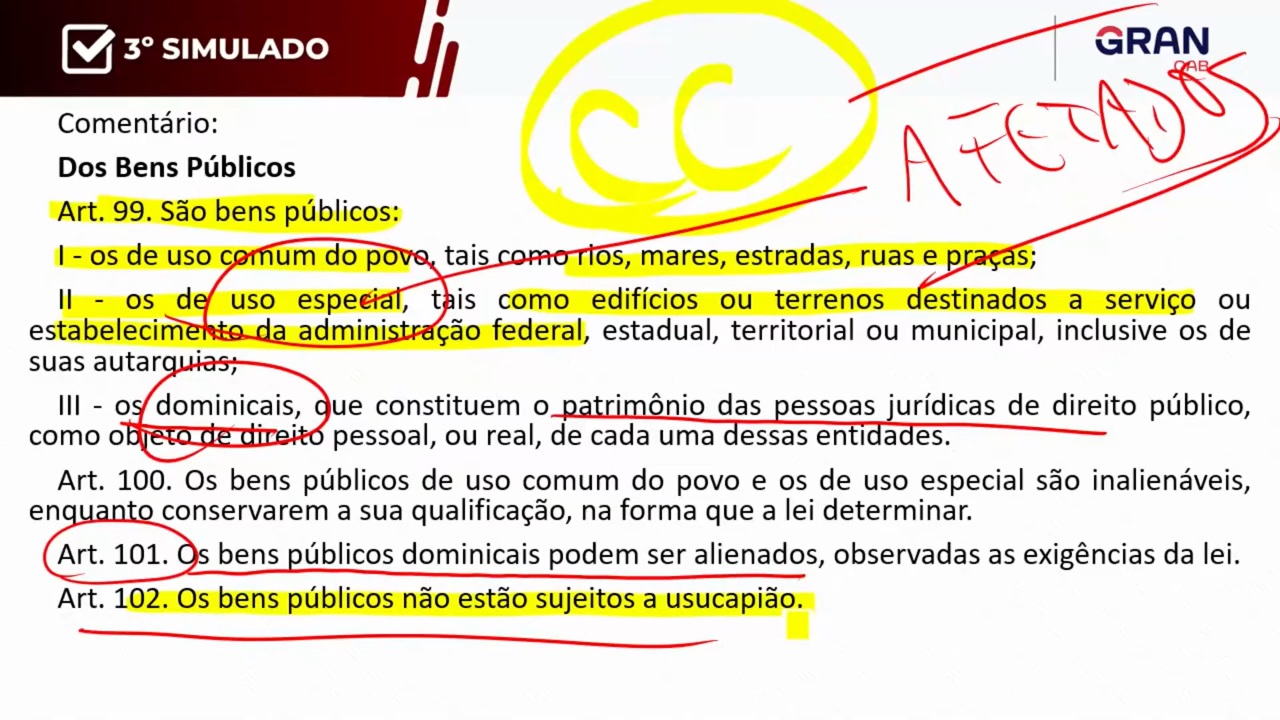 3º SIMULADO
GRAN
OAB
CC
AFETADOS
Comentário:
Dos Bens Públicos
Art. 99. São bens públicos:
I - os de uso comum do povo, tais como rios, mares, estradas, ruas e praças;
II - os de uso especial, tais como edifícios ou terrenos destinados a serviço ou
estabelecimento da administração federal, estadual, territorial ou municipal, inclusive os de
suas autarquias;
III - os dominicais, que constituem o patrimônio das pessoas jurídicas de direito público,
como objeto de direito pessoal, ou real, de cada uma dessas entidades.
Art. 100. Os bens públicos de uso comum do povo e os de uso especial são inalienáveis,
enquanto conservarem a sua qualificação, na forma que a lei determinar.
Art. 101. Os bens públicos dominicais podem ser alienados, observadas as exigências da lei.
Art. 102. Os bens públicos não estão sujeitos a usucapião.